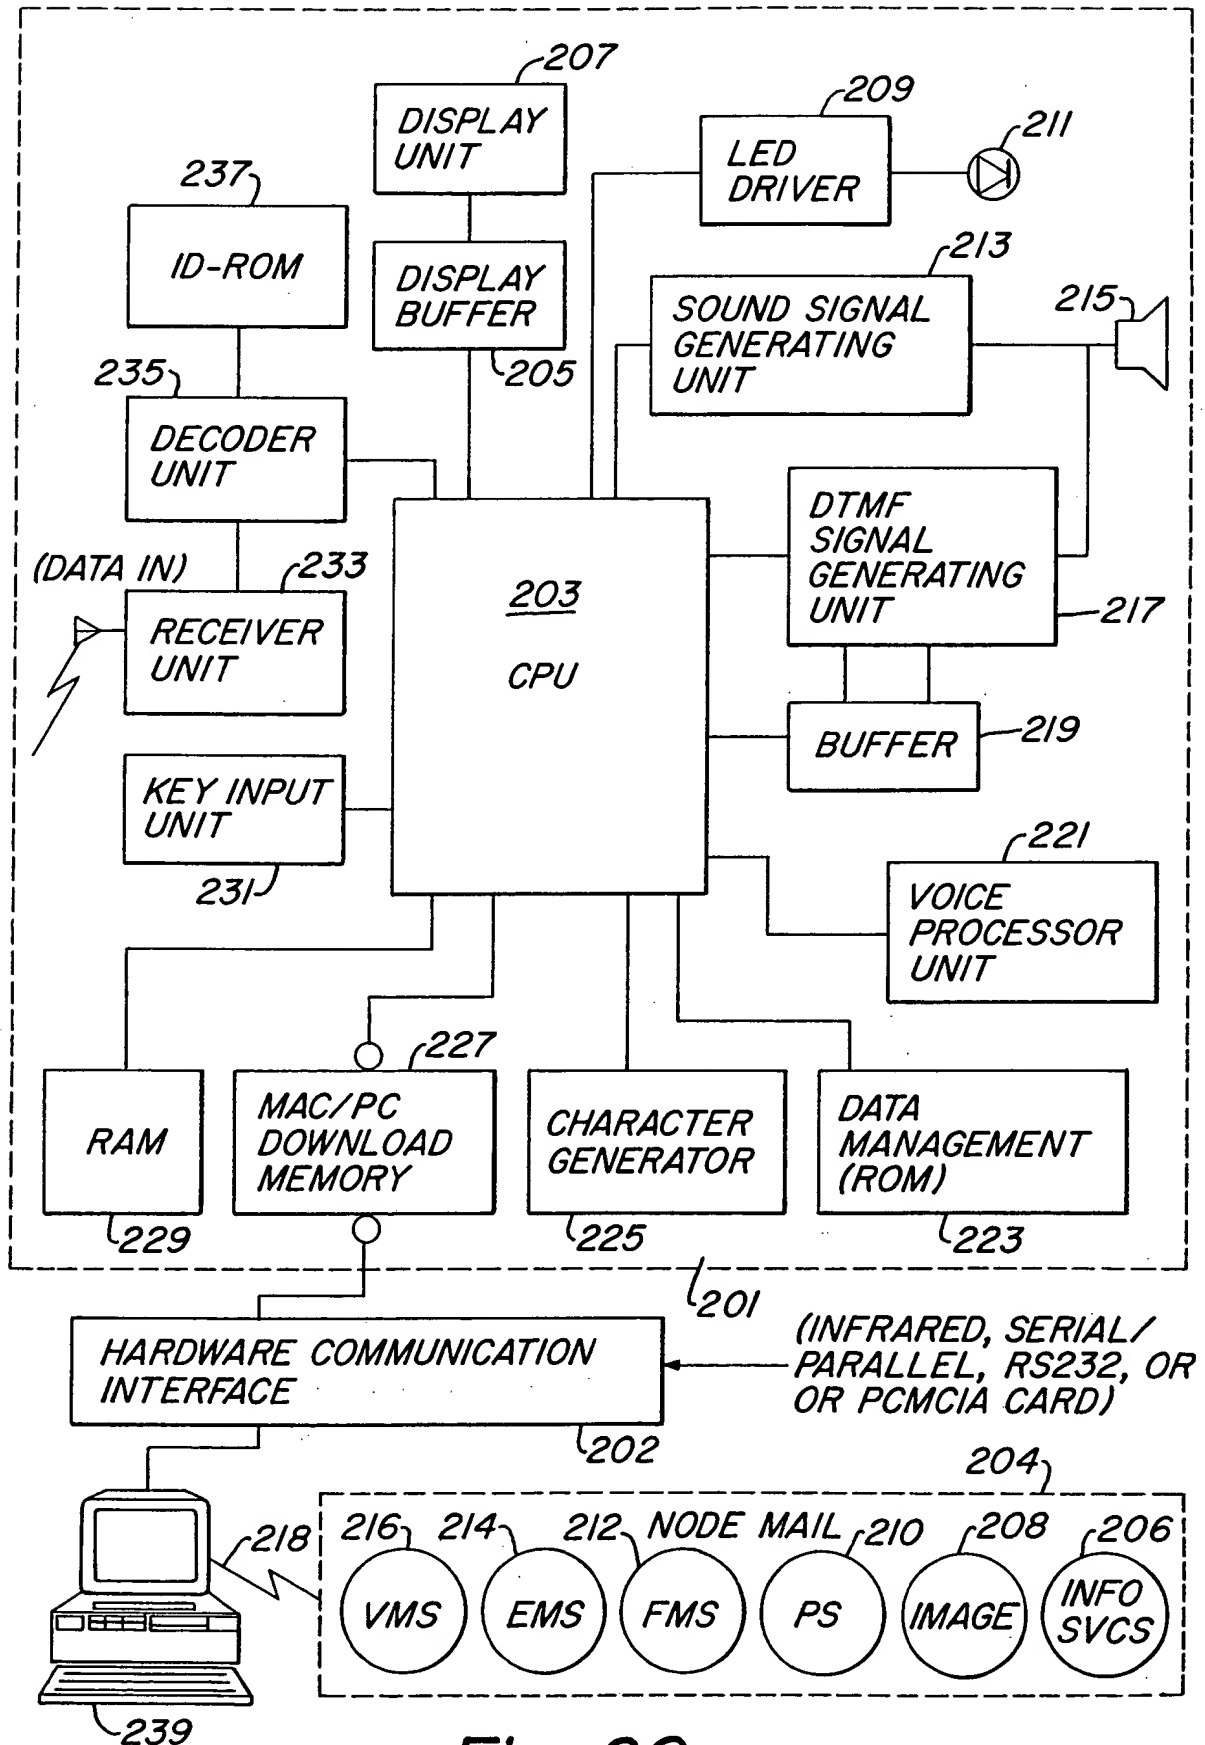 207
DISPLAY
UNIT
209
LED
DRIVER
211
237
ID-ROM
DISPLAY
BUFFER
205
213
SOUND SIGNAL
GENERATING
UNIT
215
235
DECODER
UNIT
DTMF
SIGNAL
GENERATING
UNIT
217
(DATA IN)
233
RECEIVER
UNIT
203
CPU
BUFFER
219
KEY INPUT
UNIT
231
221
VOICE
PROCESSOR
UNIT
RAM
229
227
MAC/PC
DOWNLOAD
MEMORY
CHARACTER
GENERATOR
225
DATA
MANAGEMENT
(ROM)
223
201
HARDWARE COMMUNICATION
INTERFACE
202
(INFRARED, SERIAL/
PARALLEL, RS232, OR
OR PCMCIA CARD)
204
NODE MAIL
218
216
VMS
214
EMS
212
FMS
210
PS
208
IMAGE
206
INFO
SVCS
239